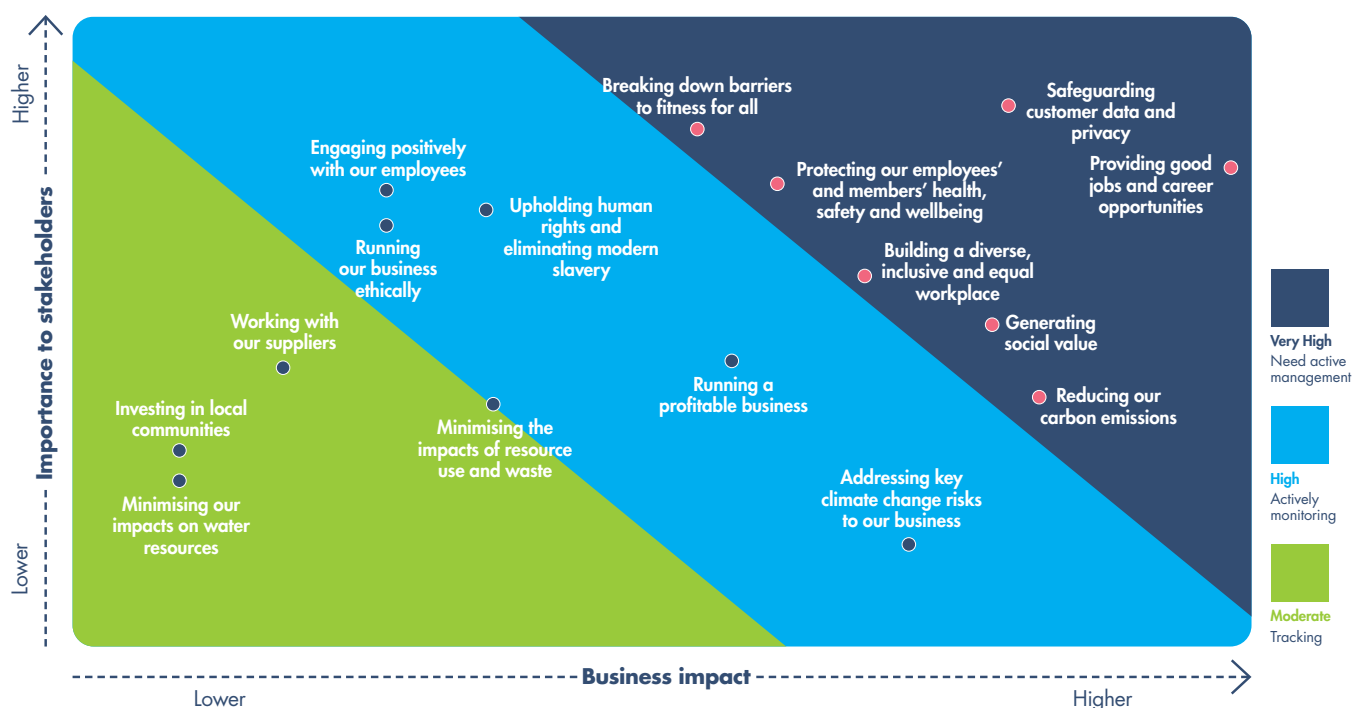 Higher
Importance to stakeholders
Lower
Breaking down barriers
to fitness for all
Safeguarding
customer data and
privacy
Engaging positively
with our employees
Protecting our employees’
and members’ health,
safety and wellbeing
Providing good
jobs and career
opportunities
Upholding human
rights and
eliminating modern
slavery
Running
our business
ethically
Building a diverse,
inclusive and equal
workplace
Working with
our suppliers
Generating
social value
Running a
profitable business
Reducing our
carbon emissions
Investing in local
communities
Minimising the
impacts of resource
use and waste
Minimising our
impacts on water
resources
Addressing key
climate change risks
to our business
Very High
Need active
management
High
Actively
monitoring
Moderate
Tracking
Business impact
Lower
Higher